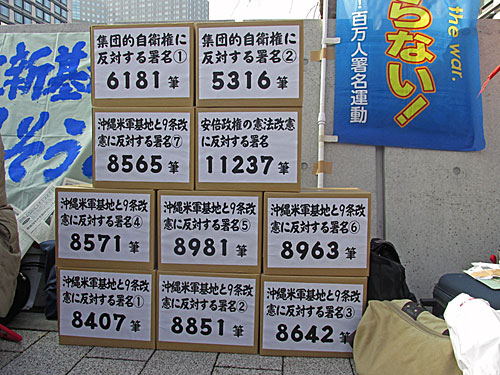 集団的自衛権に
反対する署名①
6181 筆
集団的自衛権に
反対する署名②
5316 筆
沖縄米軍基地と9条改
憲に反対する署名⑦
8565 筆
安倍政権の憲法改憲
に反対する署名
11237 筆
沖縄米軍基地と9条改
憲に反対する署名④
8571 筆
沖縄米軍基地と9条改
憲に反対する署名⑤
8981 筆
沖縄米軍基地と9条改
憲に反対する署名⑥
8963 筆
沖縄米軍基地と9条改
憲に反対する署名①
8407 筆
沖縄米軍基地と9条改
憲に反対する署名②
8851 筆
沖縄米軍基地と9条改
憲に反対する署名③
8642 筆
the war.
らない!
百万人署名運動
新基
そう